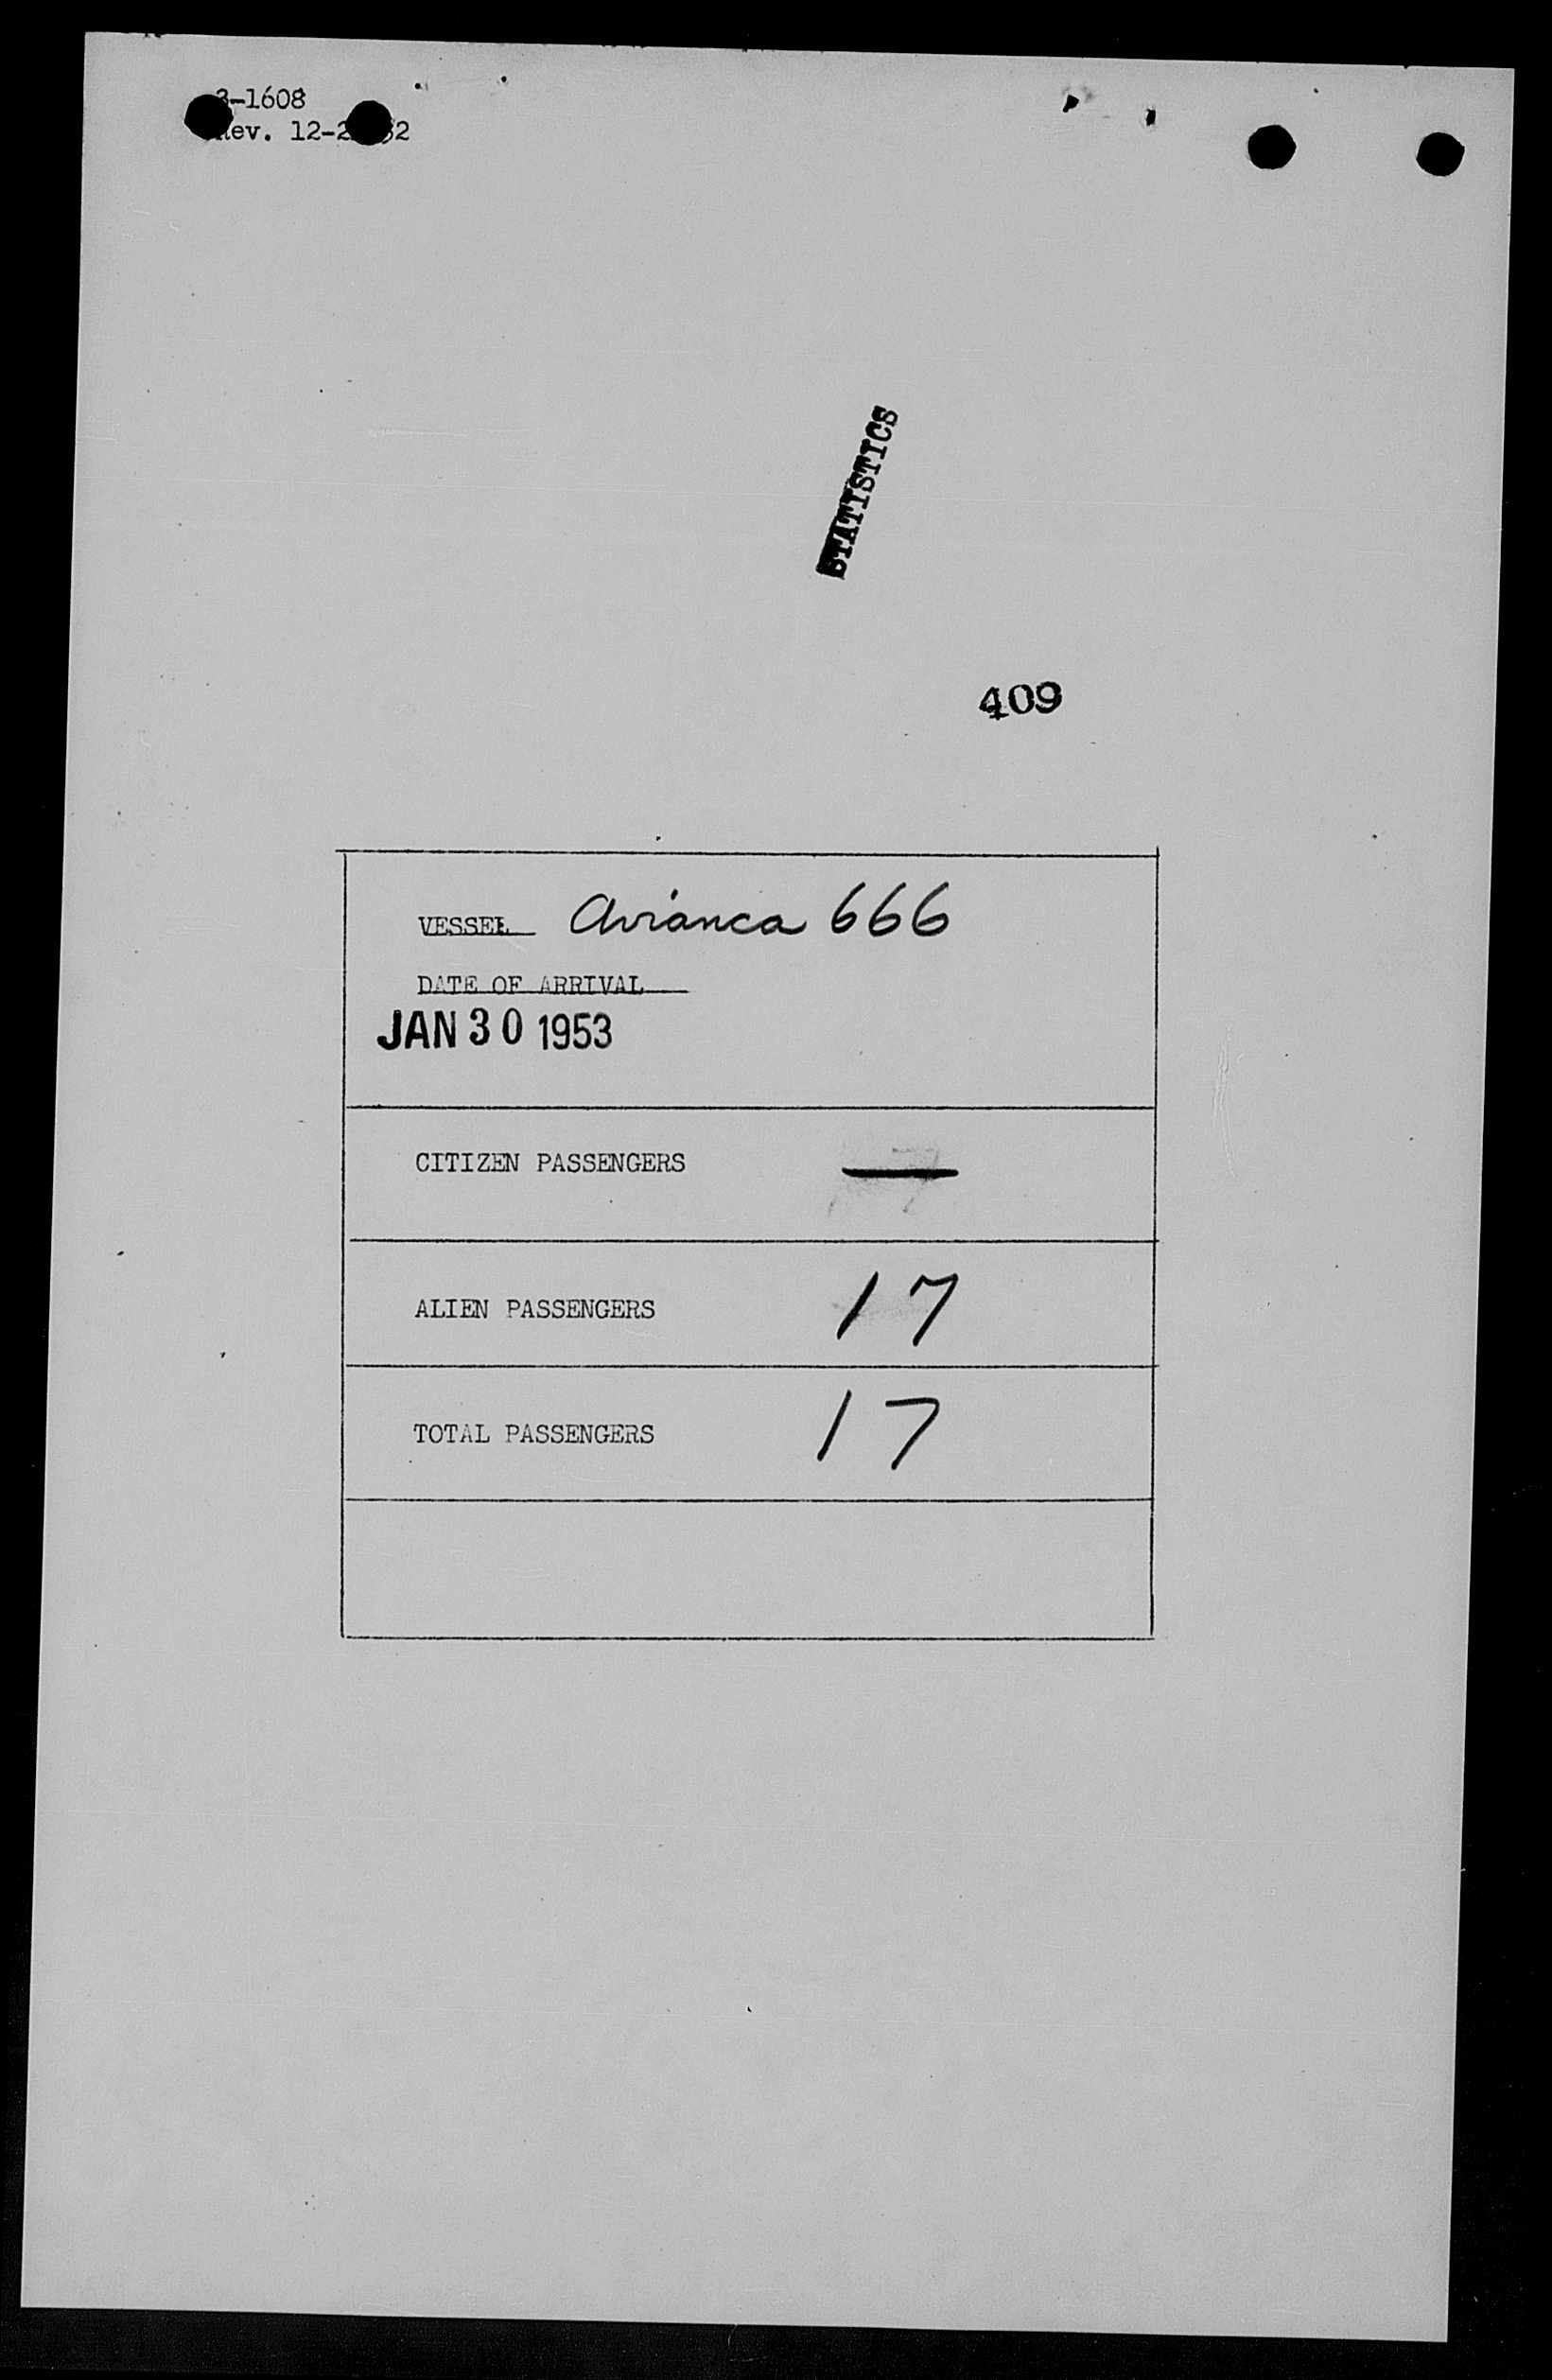 3-1608
Rev. 12-2 52
STATISTICS
409
VESSEL Avianca 666
DATE OF ARRIVAL
JAN 30 1953
CITIZEN PASSENGERS —
ALIEN PASSENGERS 17
TOTAL PASSENGERS 17